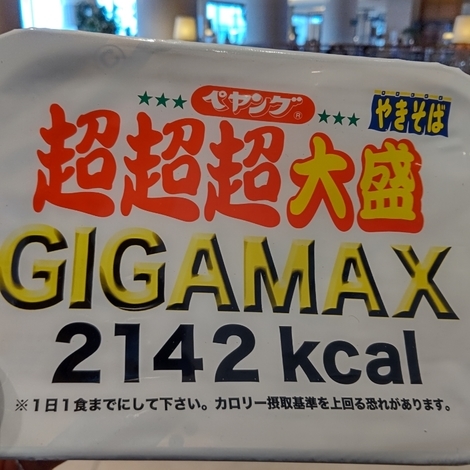 ★★★ペヤング®★★★
やきそば
超超超大盛
GIGAMAX
2142kcal
※1日1食までにして下さい。カロリー摂取基準を上回る恐れがあります。